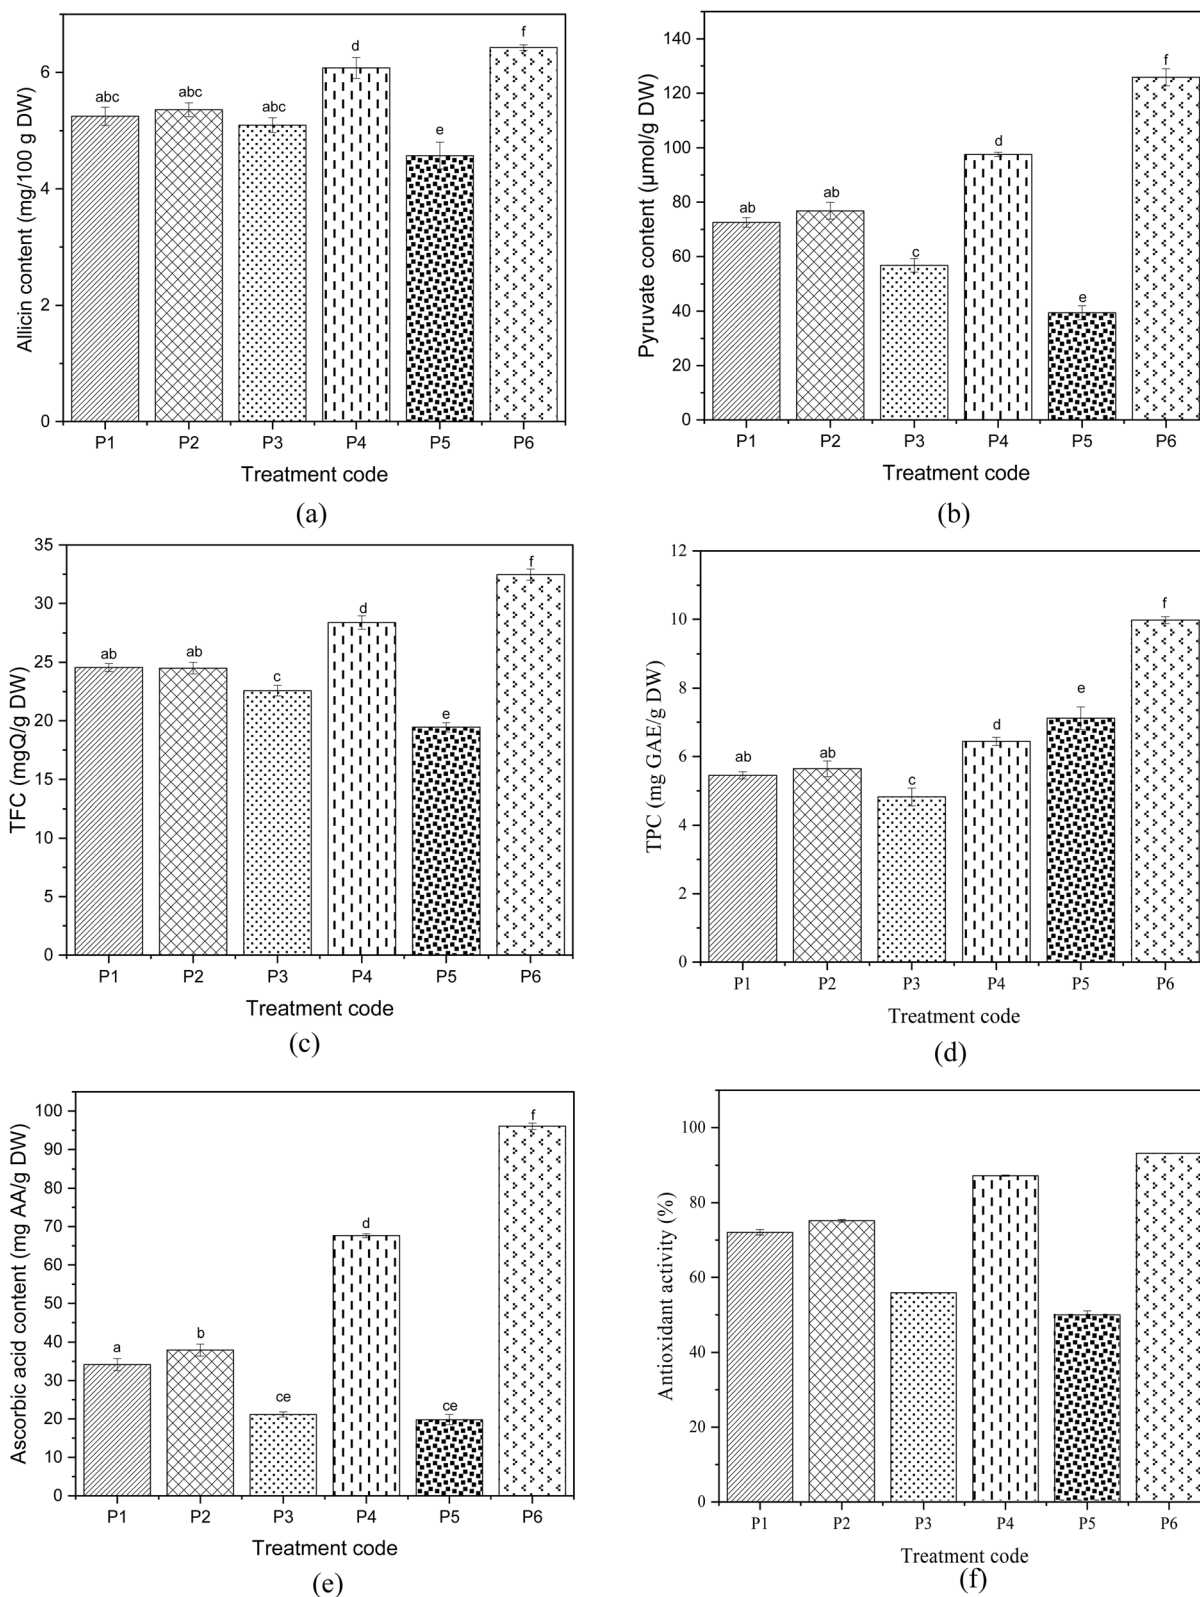 Allicin content (mg/100 g DW)
6
4
2
0
abc
abc
abc
d
e
f
P1 P2 P3 P4 P5 P6
Treatment code
(a)
Pyruvate content (µmol/g DW)
140
120
100
80
60
40
20
0
ab
ab
c
d
e
f
P1 P2 P3 P4 P5 P6
Treatment code
(b)
TFC (mgQ/g DW)
35
30
25
20
15
10
5
0
ab
ab
c
d
e
f
P1 P2 P3 P4 P5 P6
Treatment code
(c)
TPC (mg GAE/g DW)
12
10
8
6
4
2
0
ab
ab
c
d
e
f
P1 P2 P3 P4 P5 P6
Treatment code
(d)
Ascorbic acid content (mg AA/g DW)
100
90
80
70
60
50
40
30
20
10
0
a
b
ce
d
ce
f
P1 P2 P3 P4 P5 P6
Treatment code
(e)
Antioxidant activity (%)
100
80
60
40
20
0
P1 P2 P3 P4 P5 P6
Treatment code
(f)